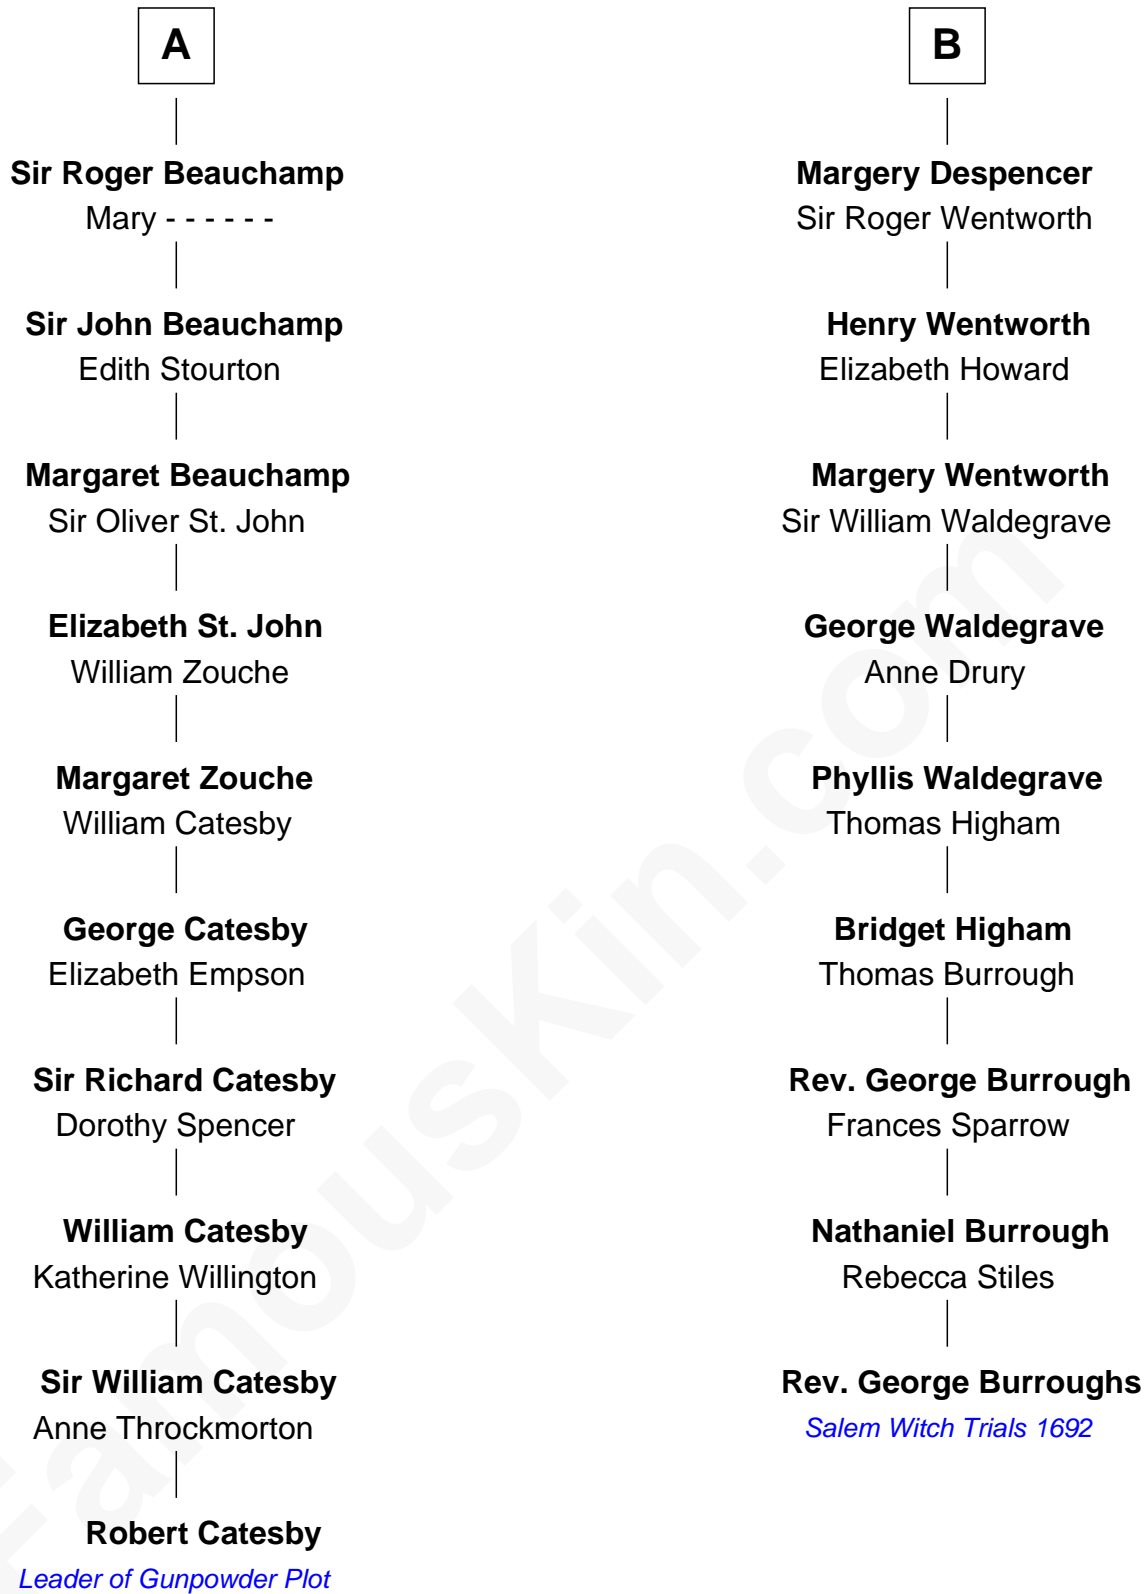 A
Sir Roger Beauchamp
Mary - - - - - -
Sir John Beauchamp
Edith Stourton
Margaret Beauchamp
Sir Oliver St. John
Elizabeth St. John
William Zouche
Margaret Zouche
William Catesby
George Catesby
Elizabeth Empson
Sir Richard Catesby
Dorothy Spencer
William Catesby
Katherine Willington
Sir William Catesby
Anne Throckmorton
Robert Catesby
Leader of Gunpowder Plot
B
Margery Despencer
Sir Roger Wentworth
Henry Wentworth
Elizabeth Howard
Margery Wentworth
Sir William Waldegrave
George Waldegrave
Anne Drury
Phyllis Waldegrave
Thomas Higham
Bridget Higham
Thomas Burrough
Rev. George Burrough
Frances Sparrow
Nathaniel Burrough
Rebecca Stiles
Rev. George Burroughs
Salem Witch Trials 1692
FamousKin.com